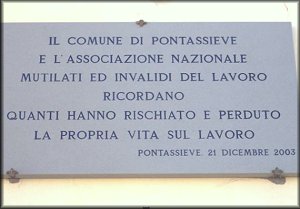 IL COMUNE DI PONTASSIEVE
E L'ASSOCIAZIONE NAZIONALE
MUTILATI ED INVALIDI DEL LAVORO
RICORDANO
QUANTI HANNO RISCHIATO E PERDUTO
LA PROPRIA VITA SUL LAVORO
PONTASSIEVE, 21 DICEMBRE 2003